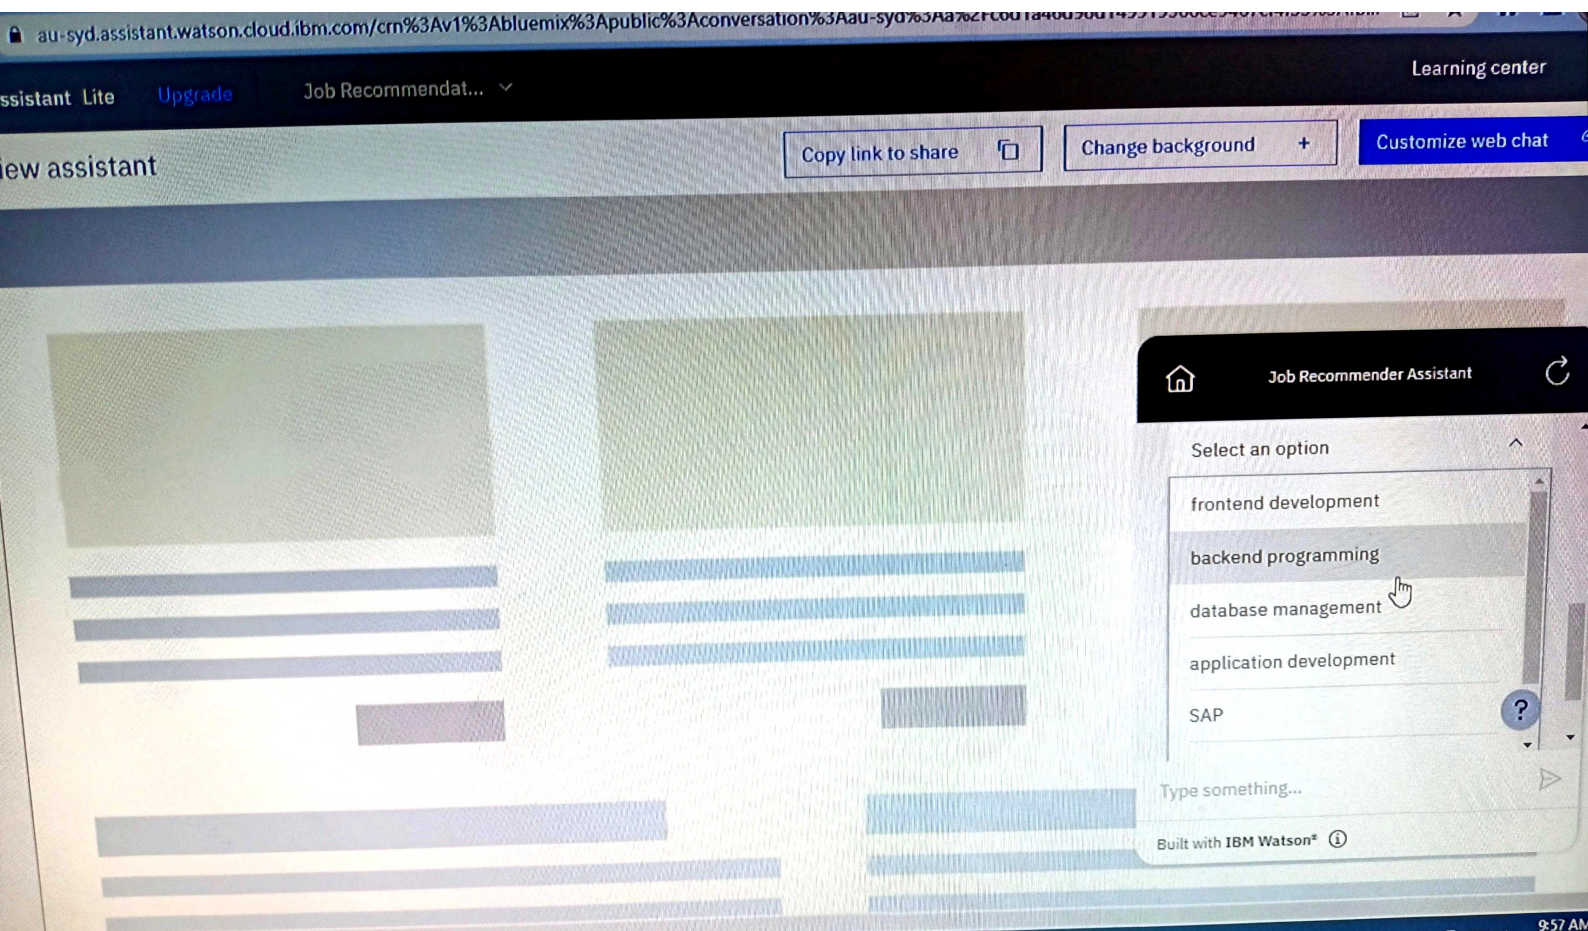 au-syd.assistant.watson.cloud.ibm.com/crn%3Av1%3Abluemix%3Apublic%3Aconversation%3Aau-syd%3Aa%2F
ssistant Lite Upgrade Job Recommendat... Learning center
iew assistant Copy link to share Change background + Customize web chat
Job Recommender Assistant
Select an option
frontend development
backend programming
database management
application development
SAP
?
Type something...
Built with IBM Watson®
9:57 AM